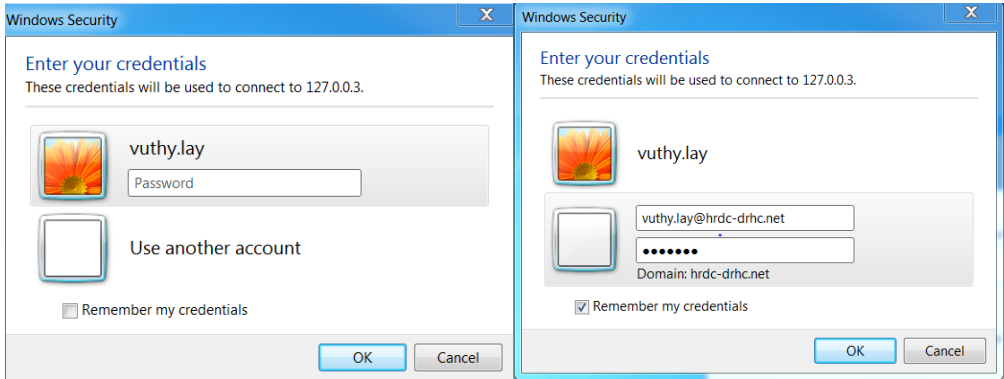 Windows Security
X
Enter your credentials
These credentials will be used to connect to 127.0.0.3.
vuthy.lay
Password
Use another account
Remember my credentials
OK
Cancel
Windows Security
X
Enter your credentials
These credentials will be used to connect to 127.0.0.3.
vuthy.lay
vuthy.lay@hrdc-drhc.net
●●●●●●●
Domain: hrdc-drhc.net
Remember my credentials
OK
Cancel